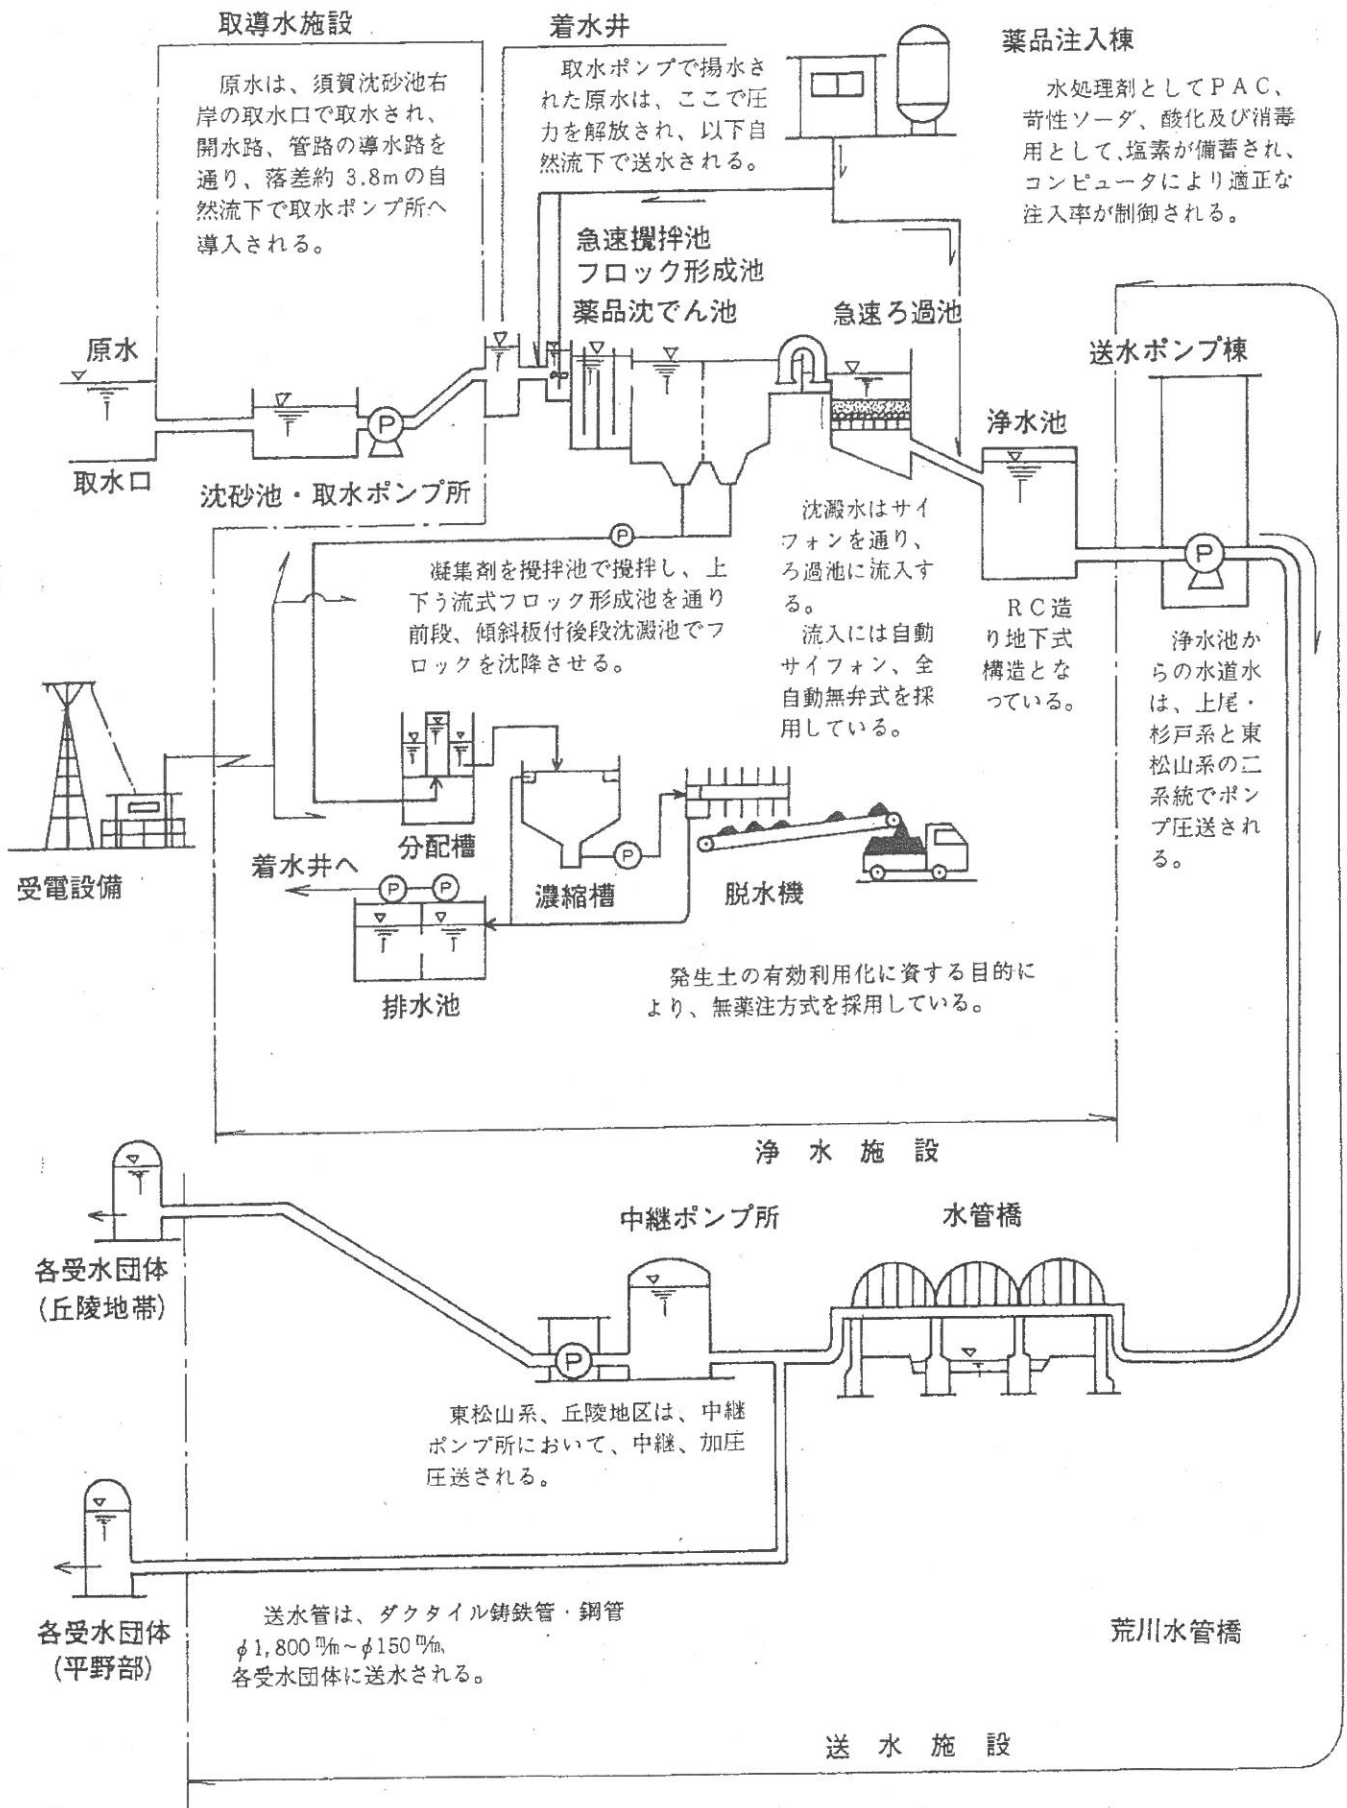 取導水施設
原水は、須賀沈砂池右
岸の取水口で取水され、
開水路、管路の導水路を
通り、落差約 3.8mの自
然流下で取水ポンプ所へ
導入される。
着水井
取水ポンプで揚水さ
れた原水は、ここで圧
力を解放され、以下自
然流下で送水される。
薬品注入棟
水処理剤としてPAC、
苛性ソーダ、酸化及び消毒
用として、塩素が備蓄され、
コンピュータにより適正な
注入率が制御される。
急速攪拌池
フロック形成池
薬品沈でん池
急速ろ過池
原水
取水口
P
沈砂池・取水ポンプ所
送水ポンプ棟
浄水池
P
P
凝集剤を攪拌池で攪拌し、上
下う流式フロック形成池を通り
前段、傾斜板付後段沈澱池でフ
ロックを沈降させる。
沈澱水はサイ
フォンを通り、
ろ過池に流入す
る。
流入には自動
サイフォン、全
自動無弁式を採
用している。
RC造
り地下式
構造とな
っている。
浄水池か
らの水道水
は、上尾・
杉戸系と東
松山系の二
系統でポン
プ圧送され
る。
受電設備
分配槽
着水井へ
P
P
P
濃縮槽
脱水機
排水池
発生土の有効利用化に資する目的に
より、無薬注方式を採用している。
浄水施設
各受水団体
(丘陵地帯)
中継ポンプ所
P
水管橋
東松山系、丘陵地区は、中継
ポンプ所において、中継、加圧
圧送される。
各受水団体
(平野部)
送水管は、ダクタイル鋳鉄管・鋼管
φ1,800㎜~φ150㎜、
各受水団体に送水される。
荒川水管橋
送水施設